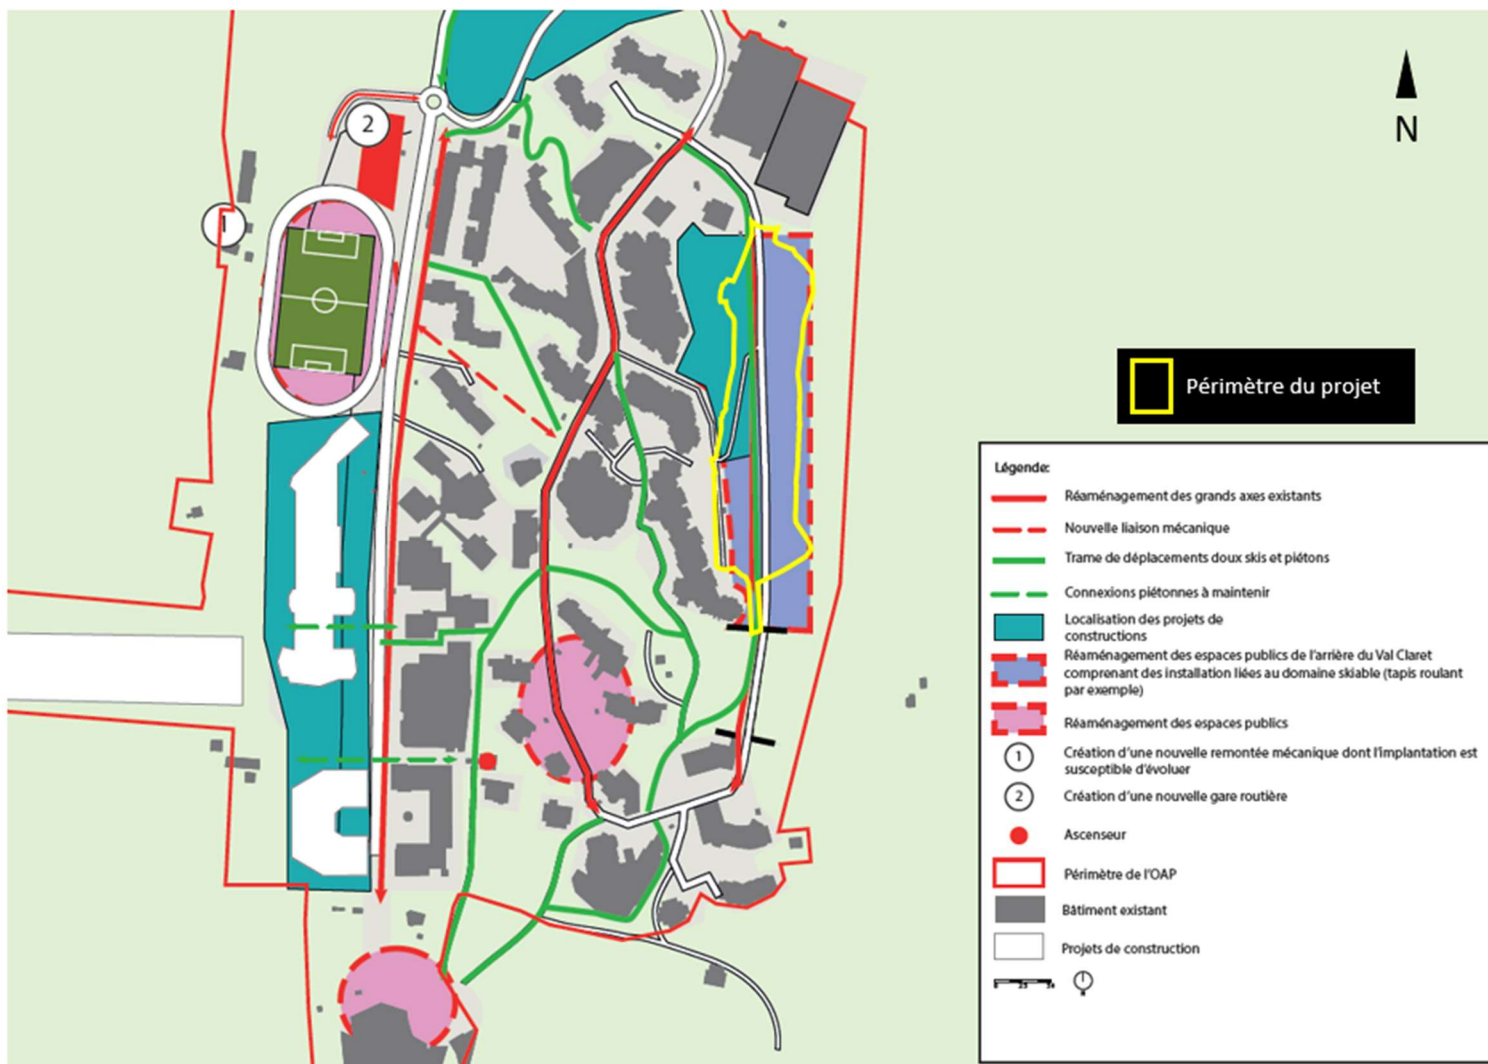 2
1
N
Périmètre du projet
Légende:
Réaménagement des grands axes existants
Nouvelle liaison mécanique
Trame de déplacements doux skis et piétons
Connexions piétonnes à maintenir
Localisation des projets de
constructions
Réaménagement des espaces publics de l'arrière du Val Claret
comprenant des installation liées au domaine skiable (tapis roulant
par exemple)
Réaménagement des espaces publics
1
Création d'une nouvelle remontée mécanique dont l'implantation est
susceptible d'évoluer
2
Création d'une nouvelle gare routière
Ascenseur
Périmètre de l'OAP
Bâtiment existant
Projets de construction